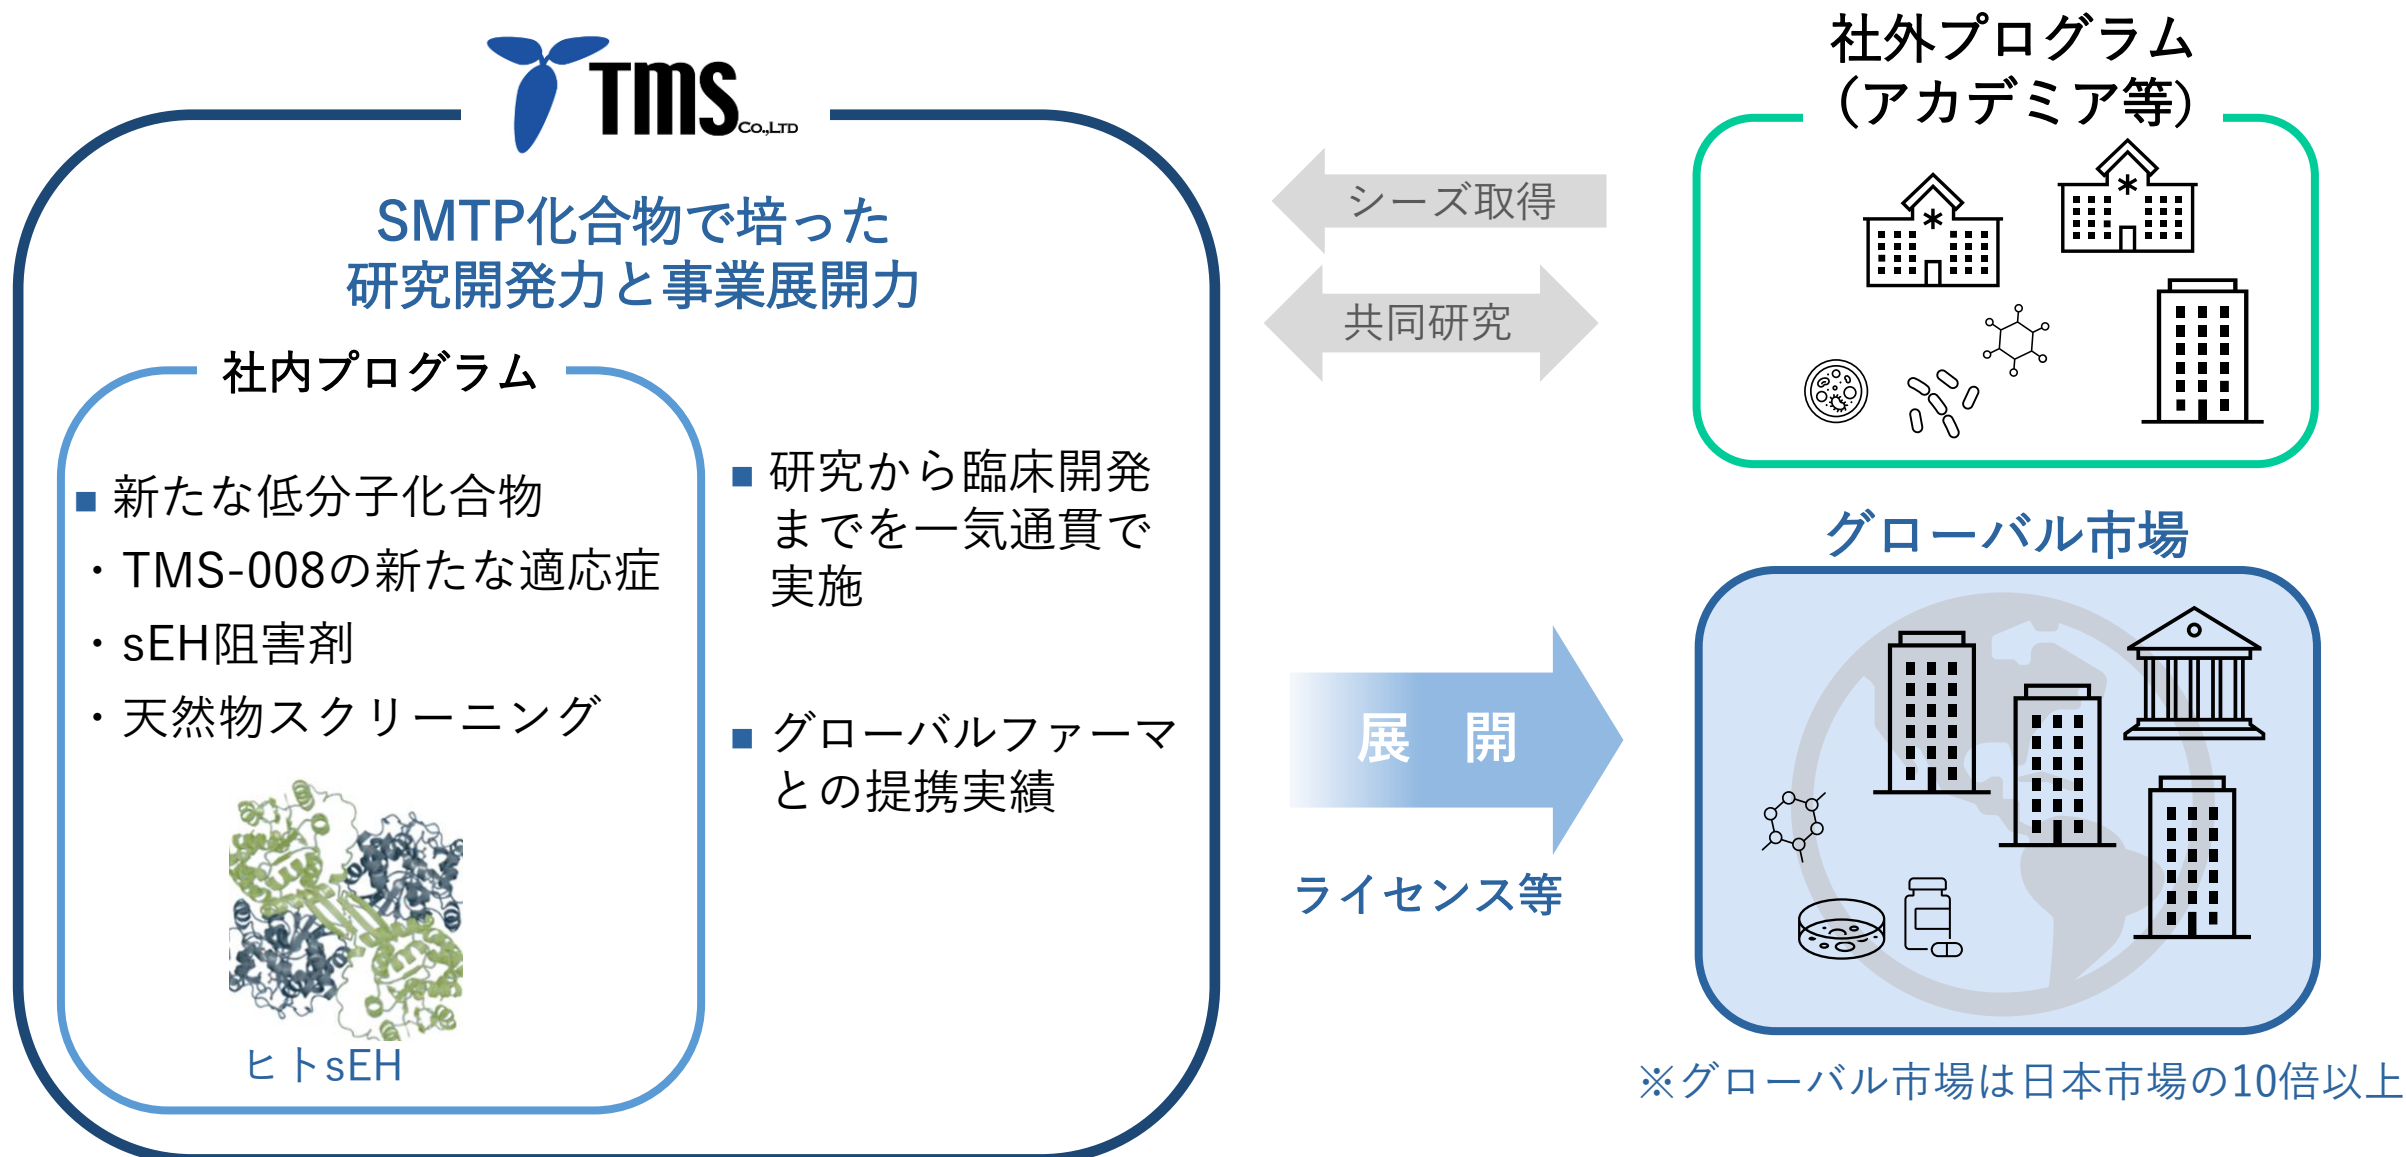 TMS Co.,LTD
SMTP化合物で培った
研究開発力と事業展開力
社内プログラム
■ 新たな低分子化合物
・TMS-008の新たな適応症
・sEH阻害剤
・天然物スクリーニング
ヒトsEH
■ 研究から臨床開発
までを一気通貫で
実施
■ グローバルファーマ
との提携実績
シーズ取得
共同研究
展 開
ライセンス等
社外プログラム
（アカデミア等）
グローバル市場
※グローバル市場は日本市場の10倍以上